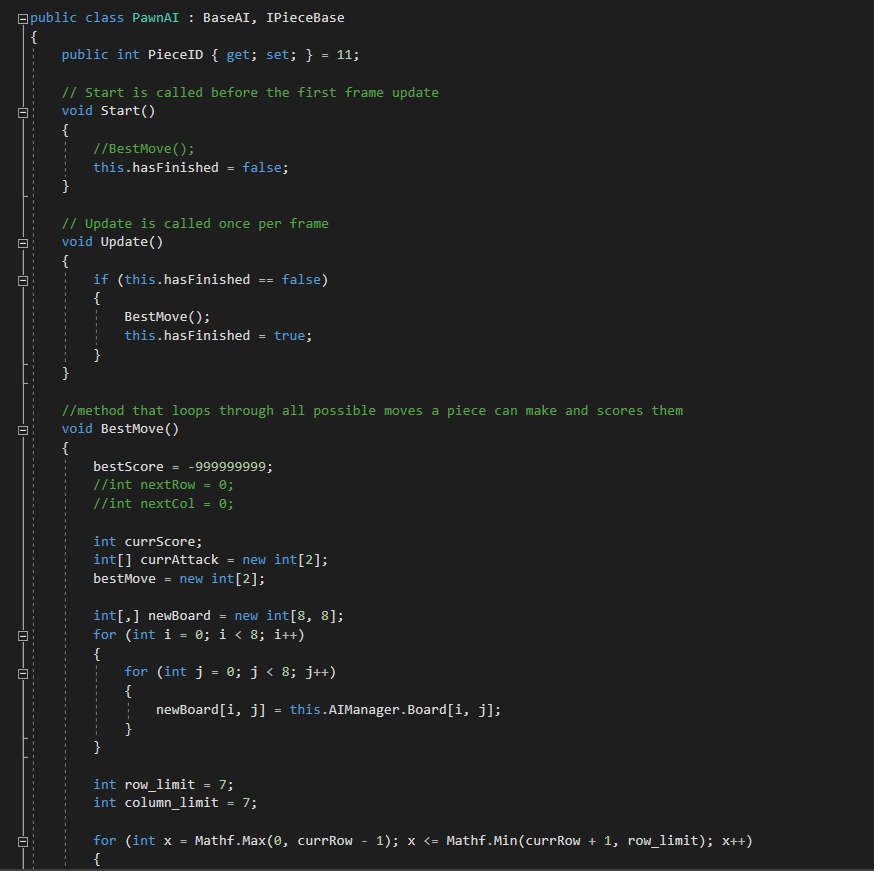 public class PawnAI : BaseAI, IPieceBase
{
public int PieceID { get; set; } = 11;
// Start is called before the first frame update
void Start()
{
//BestMove();
this.hasFinished = false;
}
// Update is called once per frame
void Update()
{
if (this.hasFinished == false)
{
BestMove();
this.hasFinished = true;
}
}
//method that loops through all possible moves a piece can make and scores them
void BestMove()
{
bestScore = -999999999;
//int nextRow = 0;
//int nextCol = 0;
int currScore;
int[] currAttack = new int[2];
bestMove = new int[2];
int[,] newBoard = new int[8, 8];
for (int i = 0; i < 8; i++)
{
for (int j = 0; j < 8; j++)
{
newBoard[i, j] = this.AIManager.Board[i, j];
}
}
int row_limit = 7;
int column_limit = 7;
for (int x = Mathf.Max(0, currRow - 1); x <= Mathf.Min(currRow + 1, row_limit); x++)
{